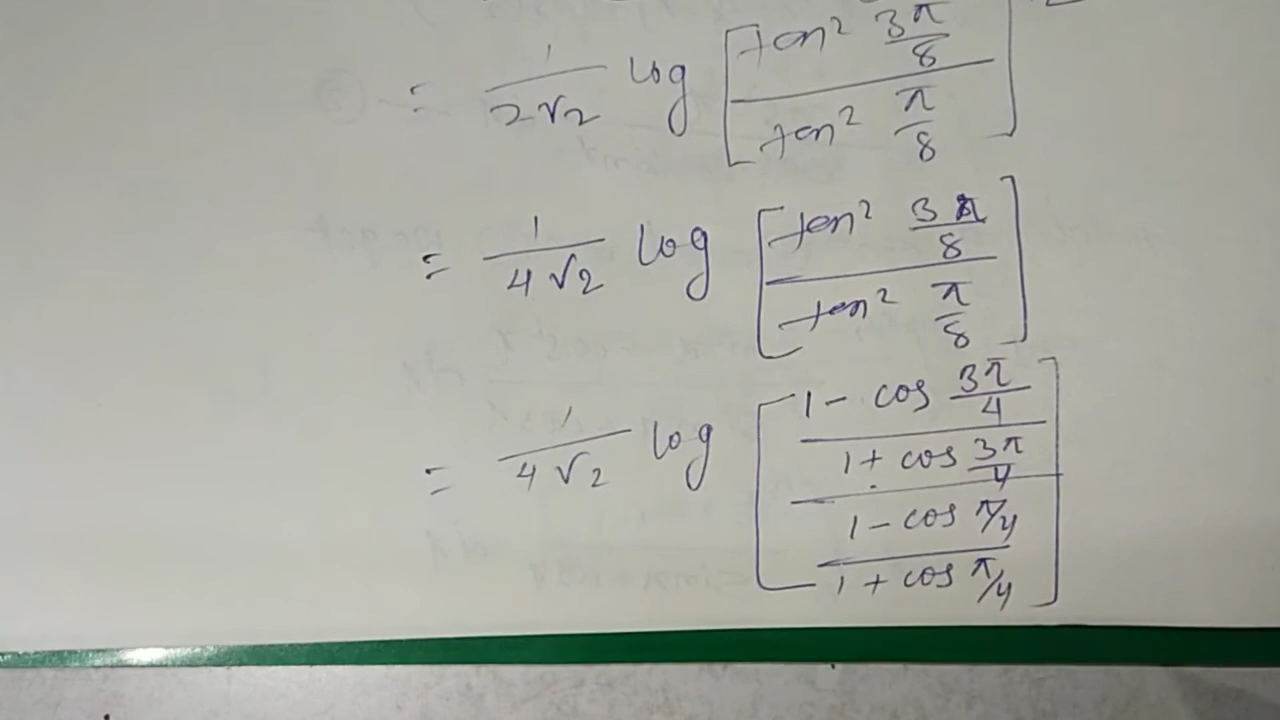 = 1/2√2 log [tan² 3π/8 / tan² π/8]
= 1/4√2 log [tan² 3π/8 / tan² π/8]
= 1/4√2 log [(1 - cos 3π/4 / 1 + cos 3π/4) / (1 - cos π/4 / 1 + cos π/4)]